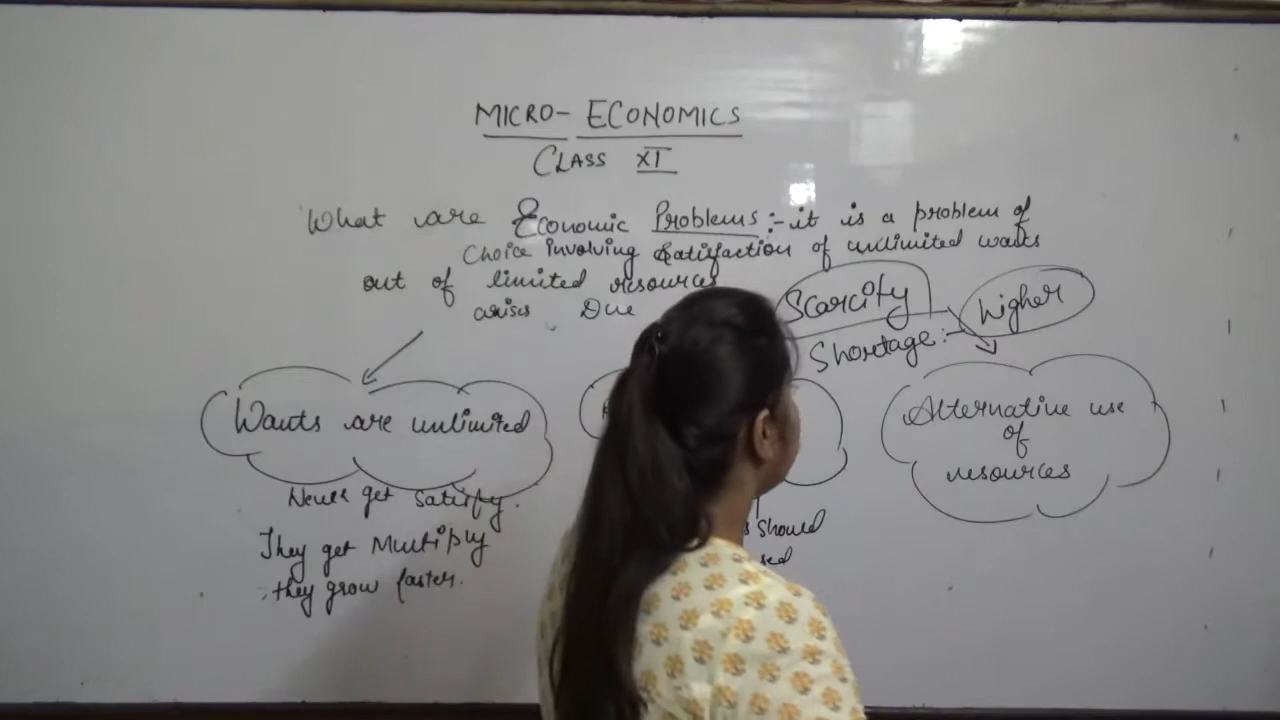 MICRO- ECONOMICS
CLASS XI
What are Economic Problems:- it is a problem of
Choice involving Satisfaction of unlimited wants
out of limited resources
arises Due
Scarcity
higher
Shortage:-
Wants are unlimited
Never get Satisfy.
They get Multiply
they grow faster.
Should
Alternative use
of
resources